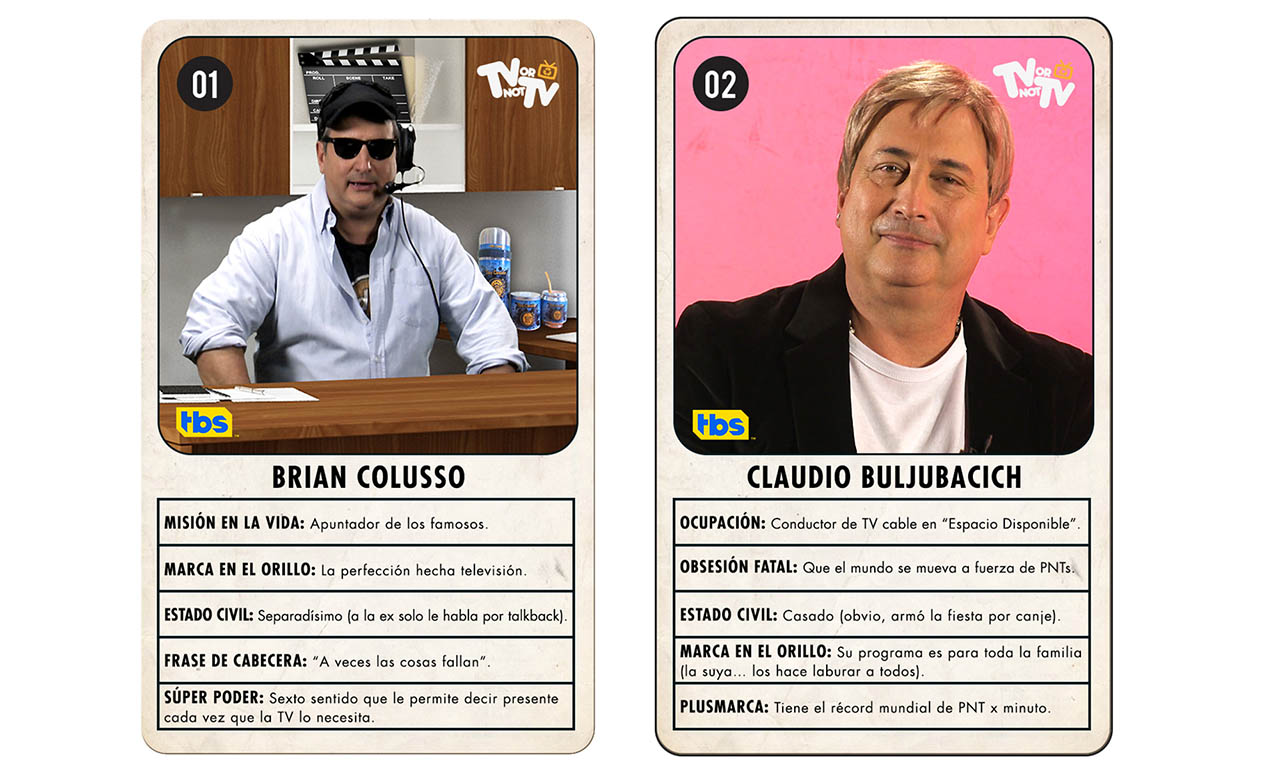 01
TV OR
NOT TV
PROD.
ROLL SCENE TAKE
tbs
BRIAN COLUSSO
MISIÓN EN LA VIDA: Apuntador de los famosos.
MARCA EN EL ORILLO: La perfección hecha televisión.
ESTADO CIVIL: Separadísimo (a la ex solo le habla por talkback).
FRASE DE CABECERA: “A veces las cosas fallan”.
SÚPER PODER: Sexto sentido que le permite decir presente
cada vez que la TV lo necesita.
02
TV OR
NOT TV
tbs
CLAUDIO BULJUBACICH
OCUPACIÓN: Conductor de TV cable en “Espacio Disponible”.
OBSESIÓN FATAL: Que el mundo se mueva a fuerza de PNTs.
ESTADO CIVIL: Casado (obvio, armó la fiesta por canje).
MARCA EN EL ORILLO: Su programa es para toda la familia
(la suya... los hace laburar a todos).
PLUSMARCA: Tiene el récord mundial de PNT x minuto.